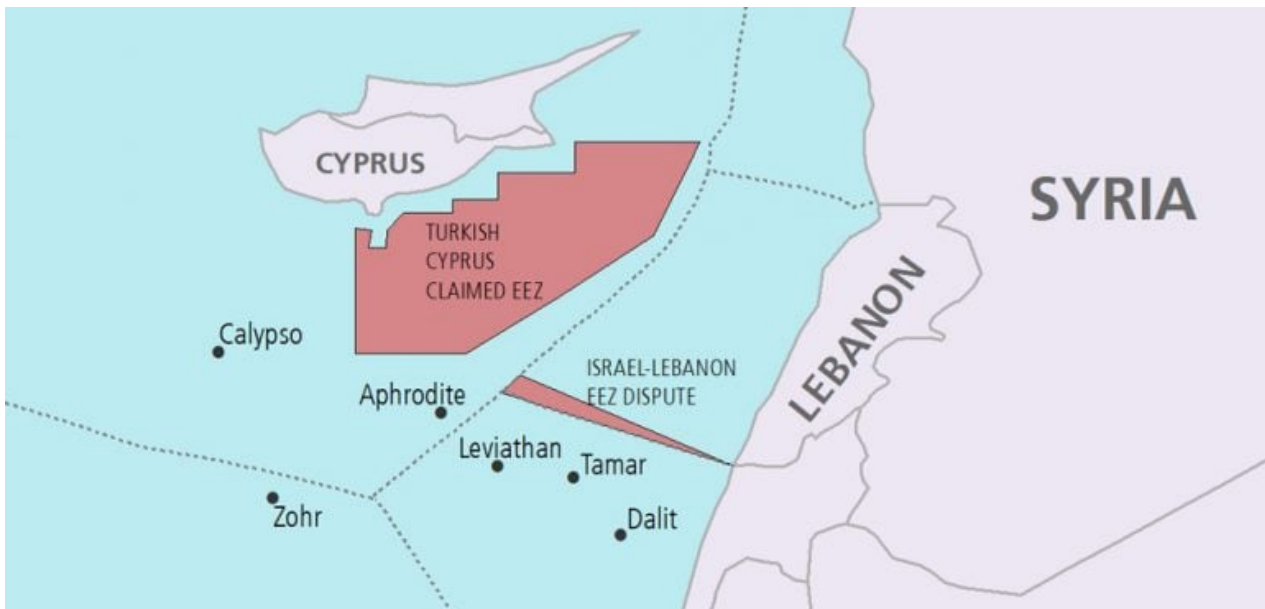 CYPRUS
SYRIA
TURKISH
CYPRUS
CLAIMED EEZ
LEBANON
Calypso
ISRAEL-LEBANON
EEZ DISPUTE
Aphrodite
Leviathan
Tamar
Zohr
Dalit